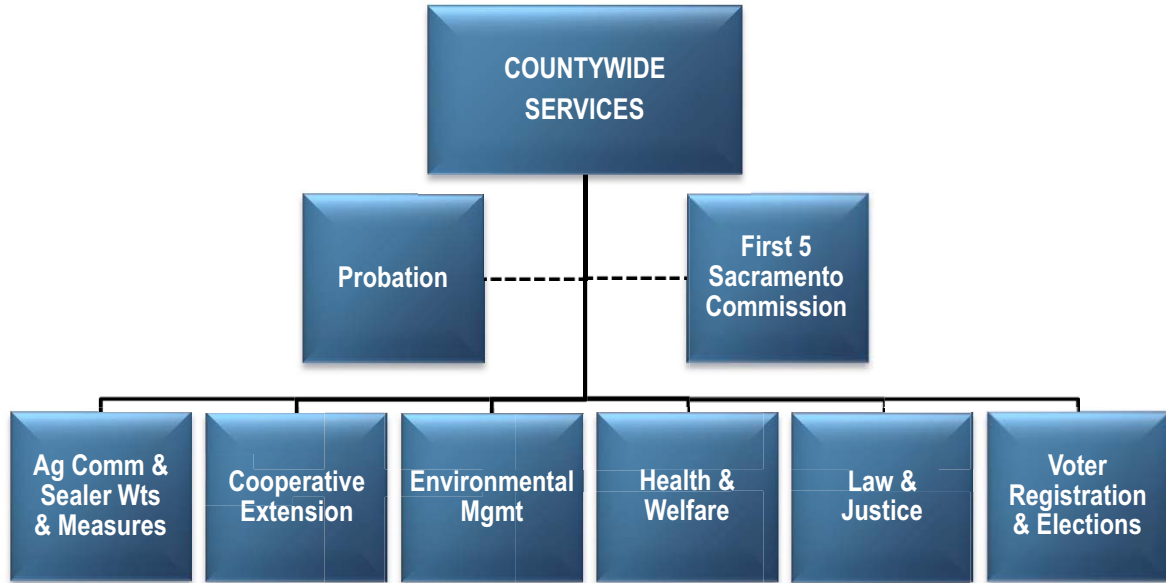 COUNTYWIDE
SERVICES
Probation
First 5
Sacramento
Commission
Ag Comm &
Sealer Wts
& Measures
Cooperative
Extension
Environmental
Mgmt
Health &
Welfare
Law &
Justice
Voter
Registration
& Elections